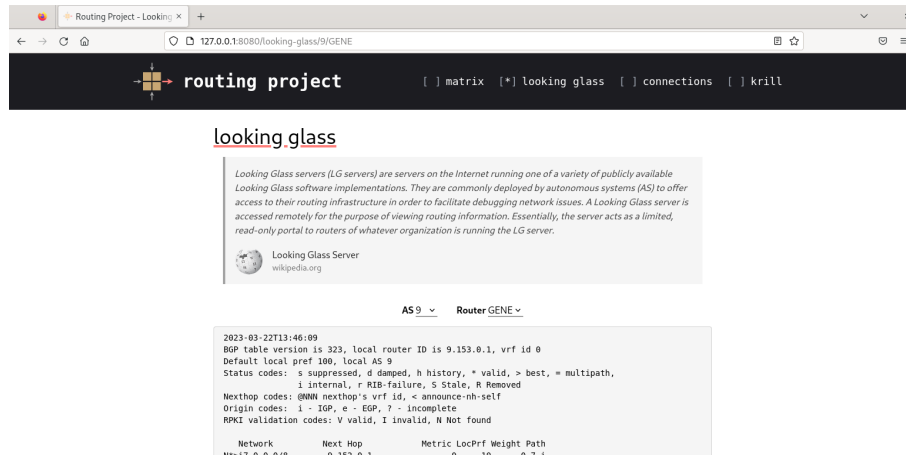 Routing Project - Looking
127.0.0.1:8080/looking-glass/9/GENE
routing project
[ ] matrix [*] looking glass [ ] connections [ ] krill
looking glass
Looking Glass servers (LG servers) are servers on the Internet running one of a variety of publicly available
Looking Glass software implementations. They are commonly deployed by autonomous systems (AS) to offer
access to their routing infrastructure in order to facilitate debugging network issues. A Looking Glass server is
accessed remotely for the purpose of viewing routing information. Essentially, the server acts as a limited,
read-only portal to routers of whatever organization is running the LG server.
Looking Glass Server
wikipedia.org
AS 9 Router GENE
2023-03-22T13:46:09
BGP table version is 323, local router ID is 9.153.0.1, vrf id 0
Default local pref 100, local AS 9
Status codes:  s suppressed, d damped, h history, * valid, > best, = multipath,
i internal, r RIB-failure, S Stale, R Removed
Nexthop codes: @NNN nexthop's vrf id, < announce-nh-self
Origin codes:  i - IGP, e - EGP, ? - incomplete
RPKI validation codes: V valid, I invalid, N Not found
Network Next Hop Metric LocPrf Weight Path